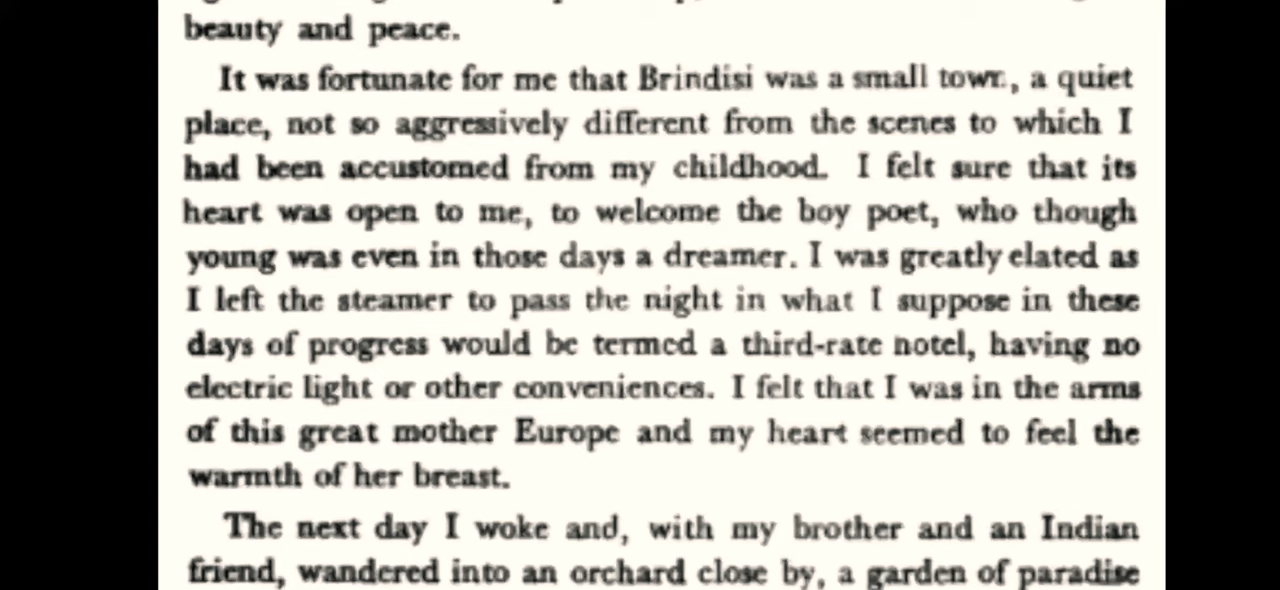 beauty and peace.
It was fortunate for me that Brindisi was a small town, a quiet
place, not so aggressively different from the scenes to which I
had been accustomed from my childhood. I felt sure that its
heart was open to me, to welcome the boy poet, who though
young was even in those days a dreamer. I was greatly elated as
I left the steamer to pass the night in what I suppose in these
days of progress would be termed a third-rate hotel, having no
electric light or other conveniences. I felt that I was in the arms
of this great mother Europe and my heart seemed to feel the
warmth of her breast.
The next day I woke and, with my brother and an Indian
friend, wandered into an orchard close by, a garden of paradise